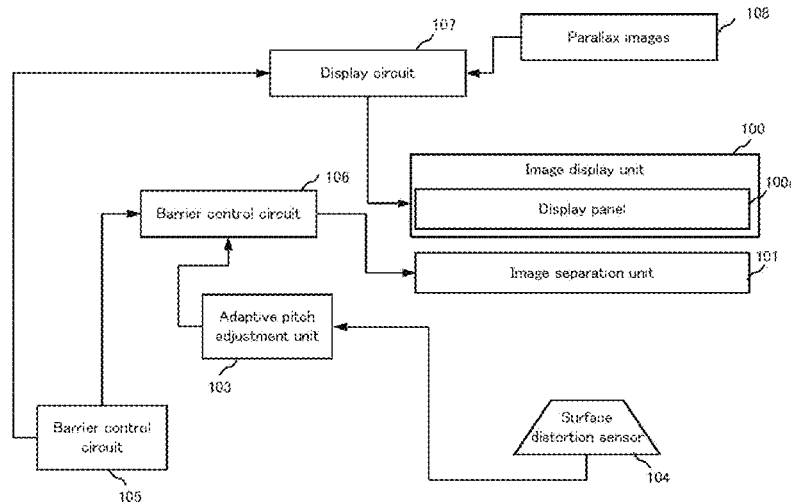 107
108
Parallax images
Display circuit
100
Image display unit
100a
Display panel
106
Barrier control circuit
101
Image separation unit
Adaptive pitch
adjustment unit
103
Surface
distortion sensor
104
Barrier control
circuit
105